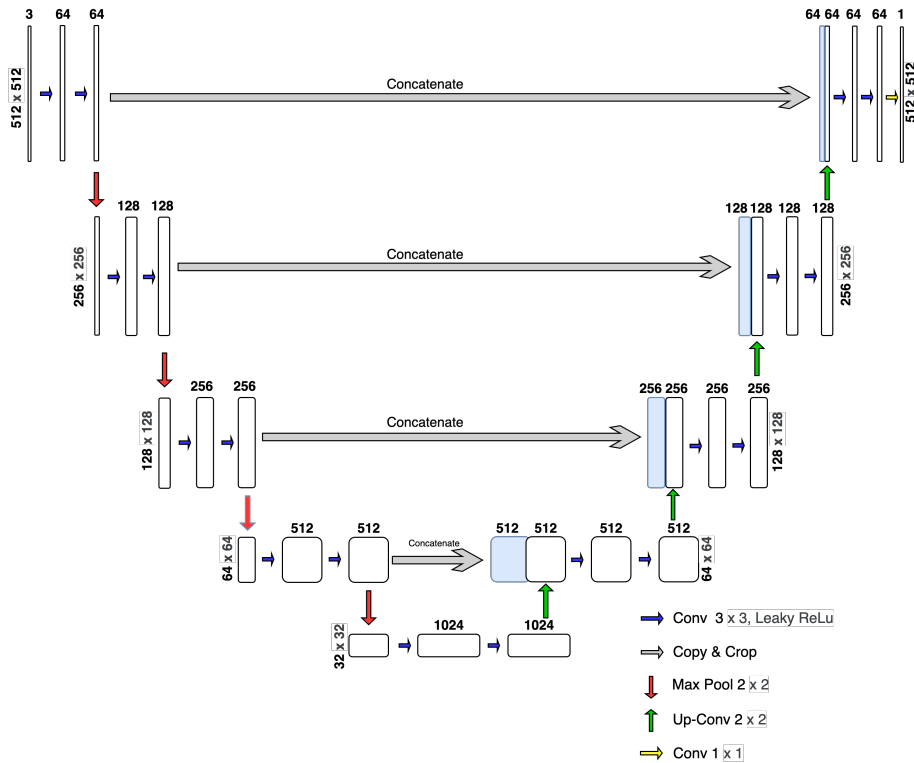 3 64 64
512 x 512
Concatenate
64 64 64 64 1
512 x 512
128 128
256 x 256
Concatenate
128 128 128 128
256 x 256
256 256
128 x 128
Concatenate
256 256 256 256
128 x 128
512 512
64 x 64
Concatenate
512 512 512 512
64 x 64
32 x 32
1024 1024
Conv 3 x 3, Leaky ReLu
Copy & Crop
Max Pool 2 x 2
Up-Conv 2 x 2
Conv 1 x 1